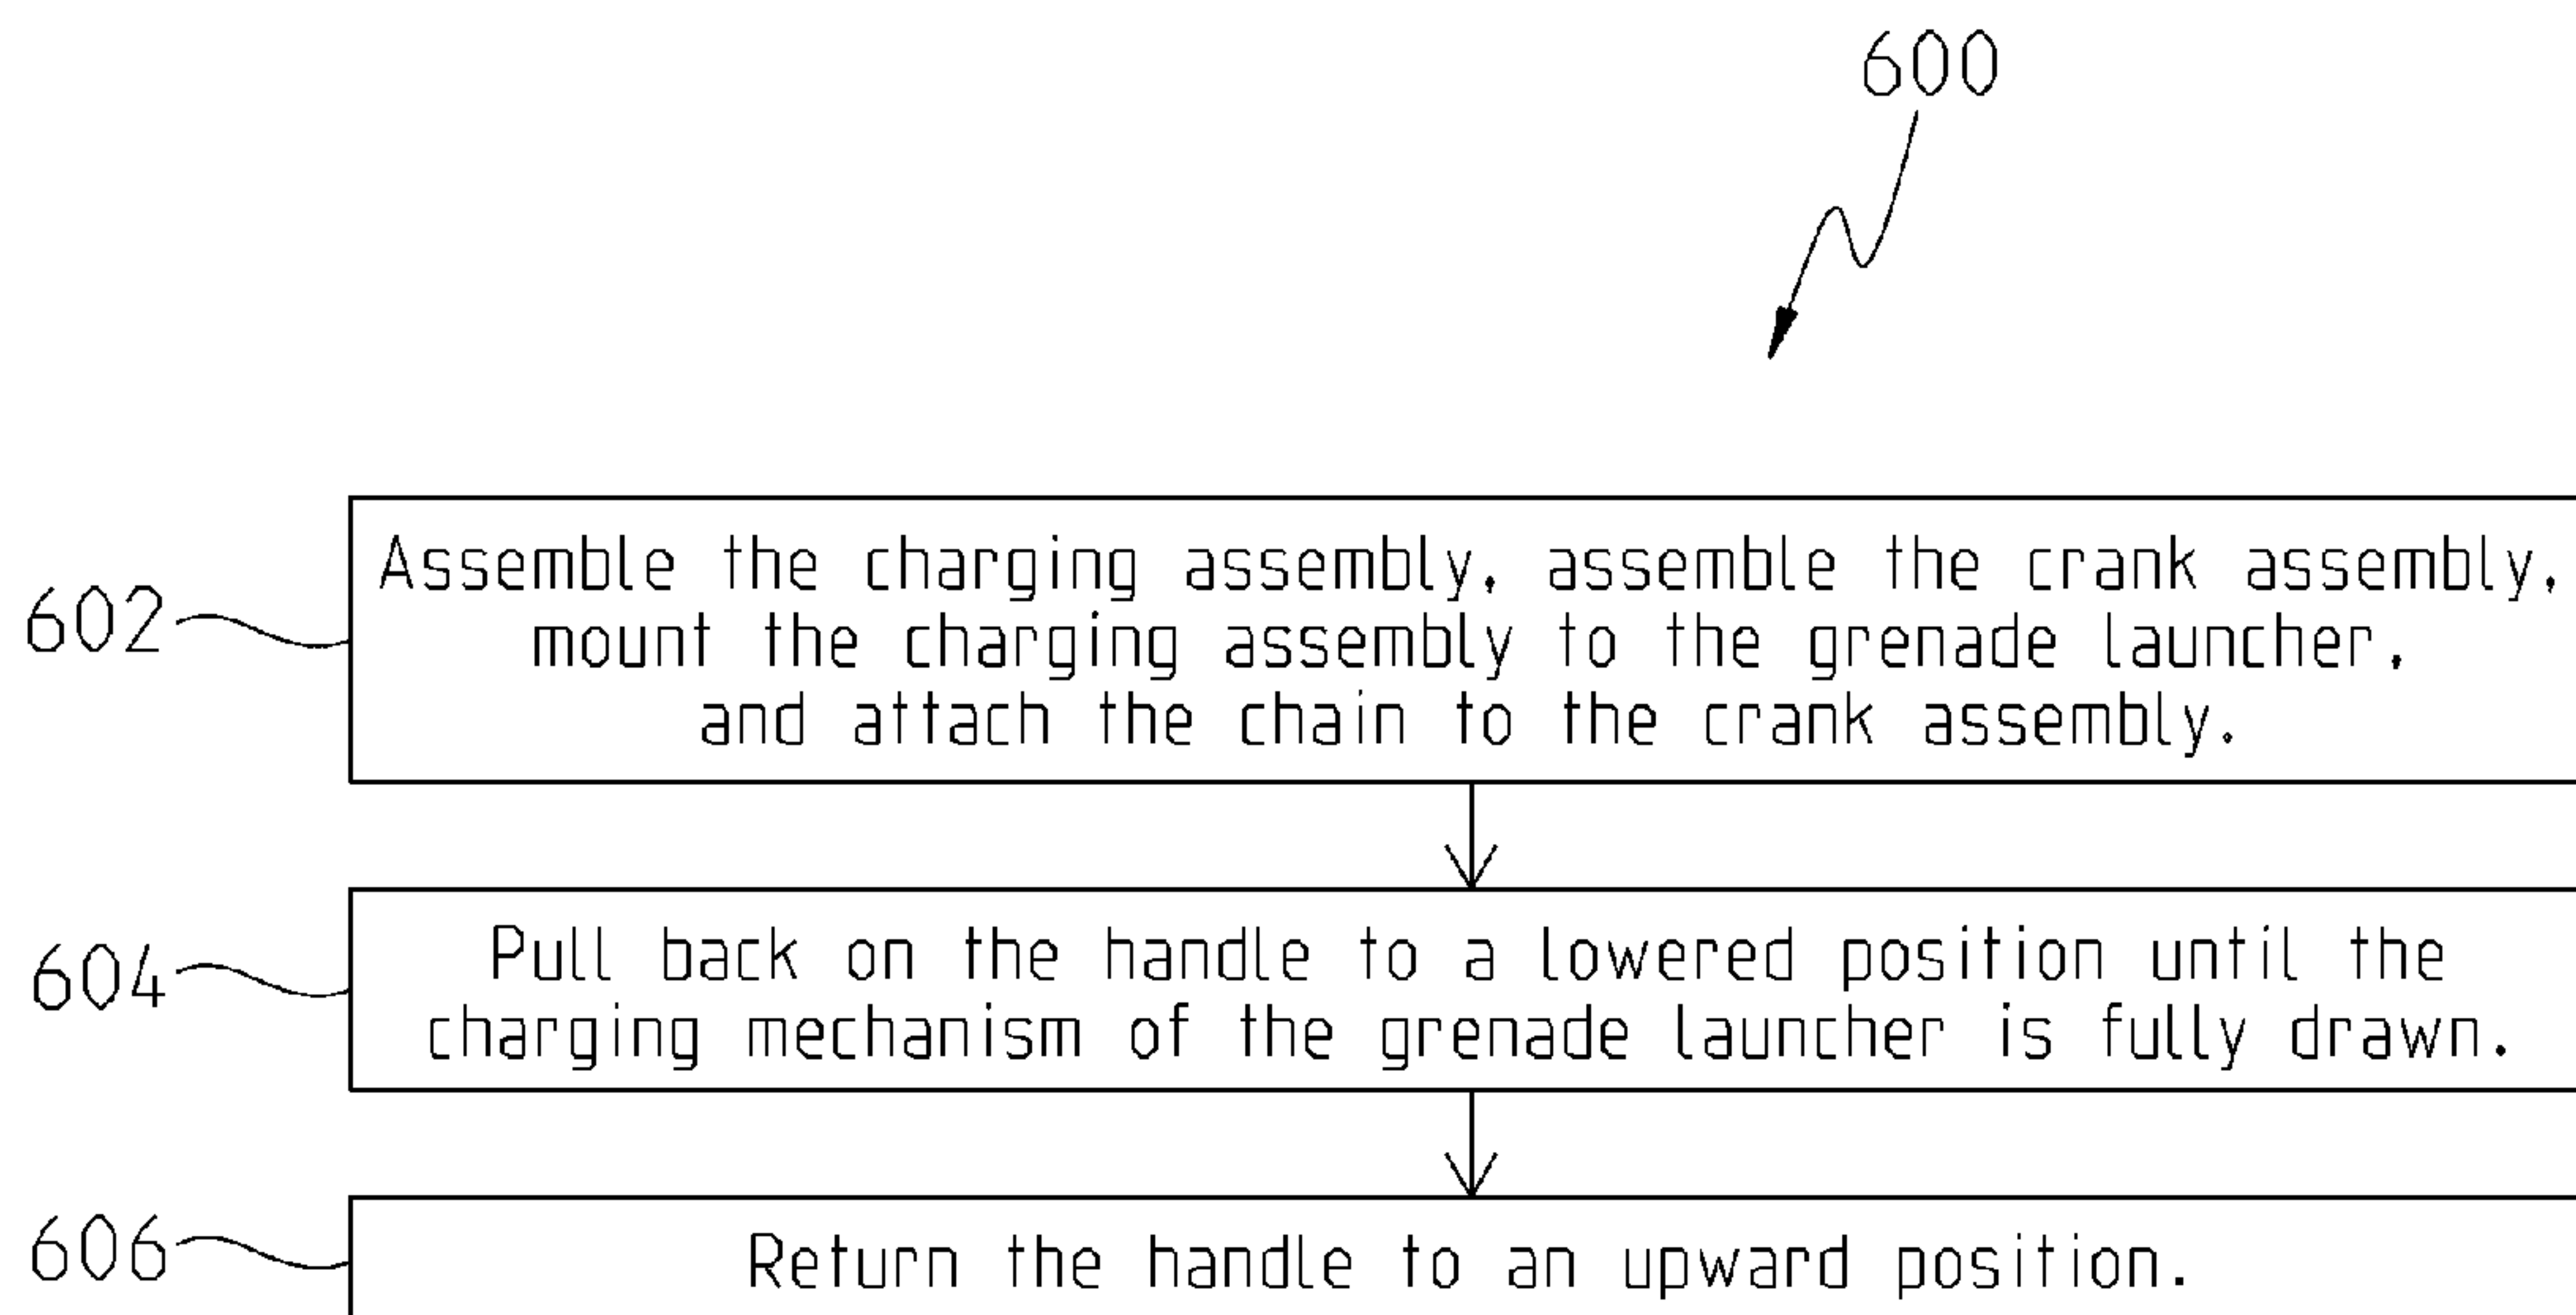 600
602
Assemble the charging assembly, assemble the crank assembly,
mount the charging assembly to the grenade launcher,
and attach the chain to the crank assembly.
604
Pull back on the handle to a lowered position until the
charging mechanism of the grenade launcher is fully drawn.
606
Return the handle to an upward position.